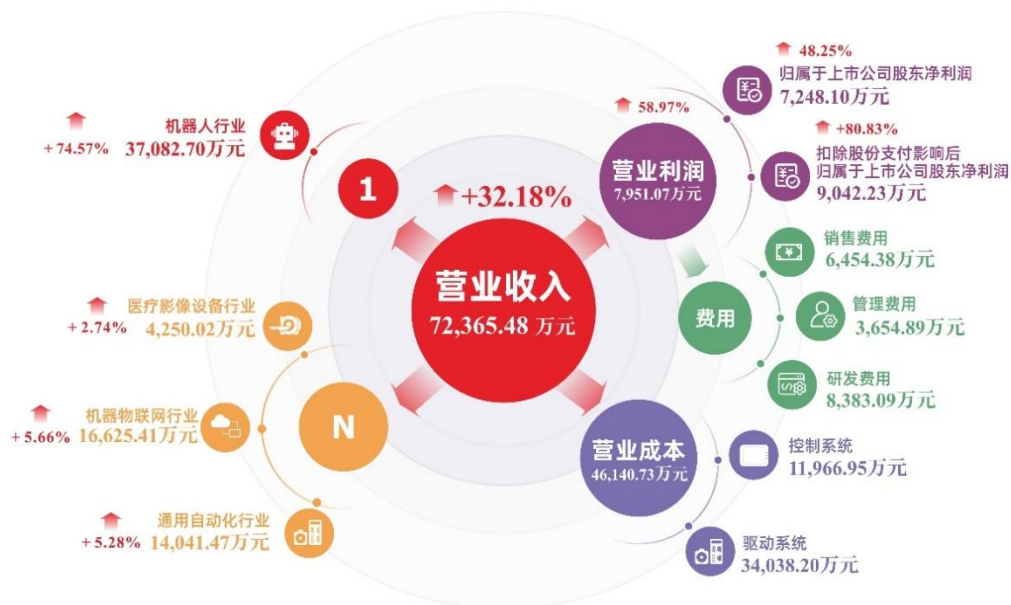 48.25%
归属于上市公司股东净利润
7,248.10万元
58.97%
营业利润
7,951.07万元
+80.83%
扣除股份支付影响后
归属于上市公司股东净利润
9,042.23万元
+74.57%
机器人行业
37,082.70万元
1
+32.18%
营业收入
72,365.48 万元
费用
销售费用
6,454.38万元
管理费用
3,654.89万元
研发费用
8,383.09万元
+ 2.74%
医疗影像设备行业
4,250.02万元
N
+ 5.66%
机器物联网行业
16,625.41万元
+ 5.28%
通用自动化行业
14,041.47万元
营业成本
46,140.73万元
控制系统
11,966.95万元
驱动系统
34,038.20万元